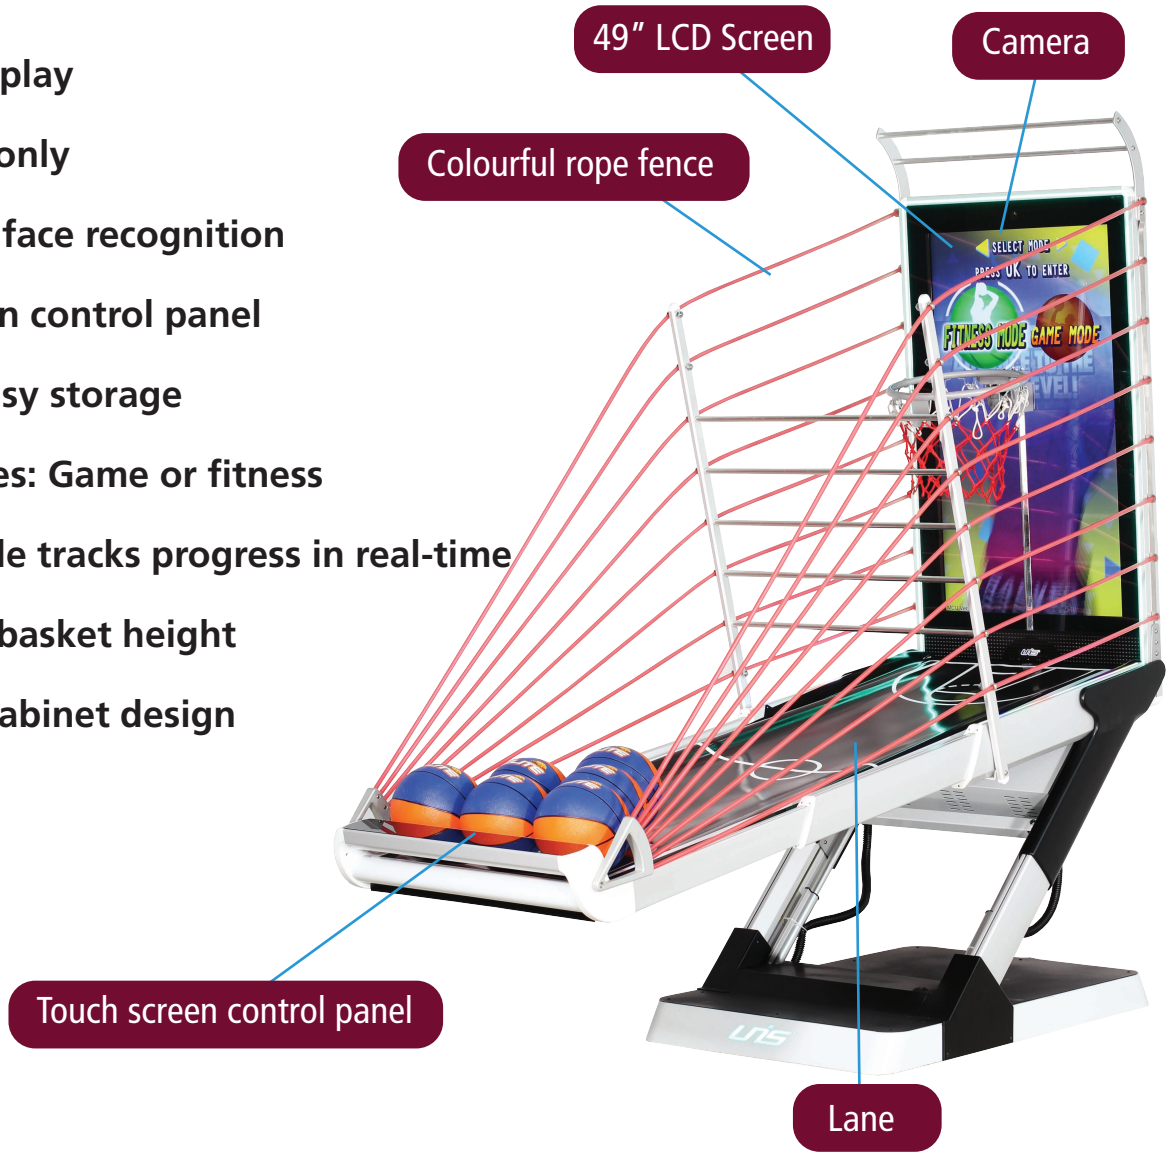 49” LCD Screen
Camera
play
only
Colourful rope fence
face recognition
SELECT MODE
PRESS OK TO ENTER
n control panel
FITNESS MODE GAME MODE
sy storage
es: Game or fitness
le tracks progress in real-time
basket height
UNIS
abinet design
Touch screen control panel
UNIS
Lane